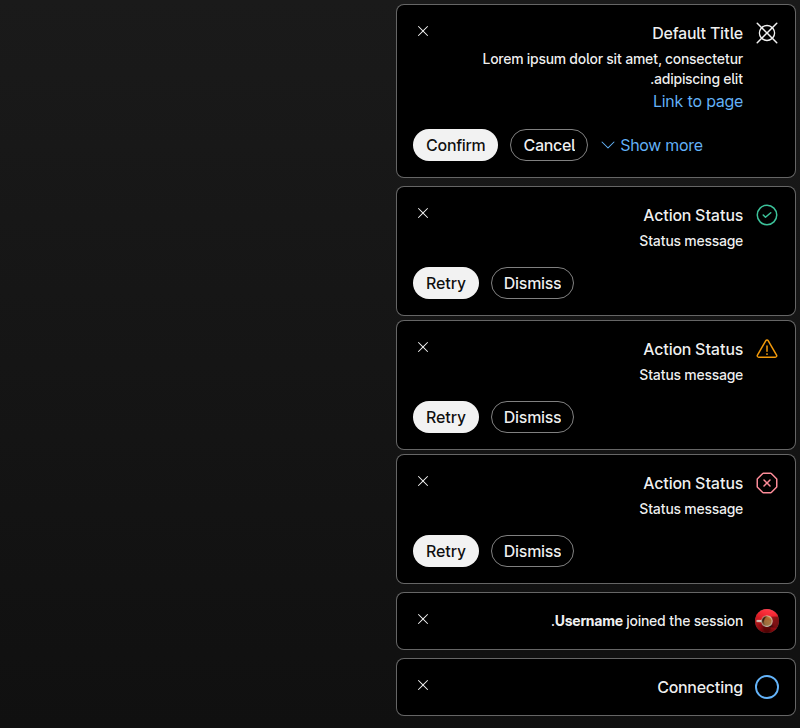 Default Title
Lorem ipsum dolor sit amet, consectetur
.adipiscing elit
Link to page
Confirm
Cancel
Show more
Action Status
Status message
Retry
Dismiss
Action Status
Status message
Retry
Dismiss
Action Status
Status message
Retry
Dismiss
.Username joined the session
Connecting